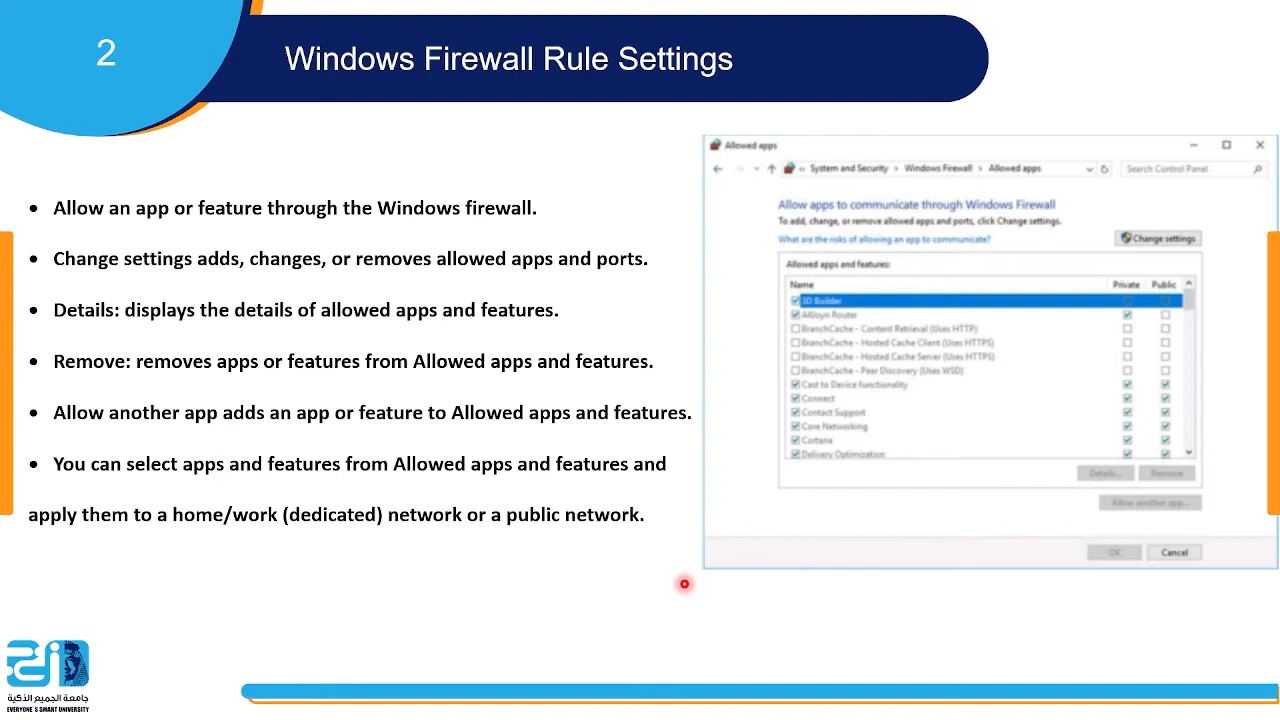 2
Windows Firewall Rule Settings
• Allow an app or feature through the Windows firewall.
• Change settings adds, changes, or removes allowed apps and ports.
• Details: displays the details of allowed apps and features.
• Remove: removes apps or features from Allowed apps and features.
• Allow another app adds an app or feature to Allowed apps and features.
• You can select apps and features from Allowed apps and features and
apply them to a home/work (dedicated) network or a public network.
Allowed apps
« System and Security › Windows Firewall › Allowed apps
Search Control Panel
Allow apps to communicate through Windows Firewall
To add, change, or remove allowed apps and ports, click Change settings.
What are the risks of allowing an app to communicate?
Change settings
Allowed apps and features:
Name Private Public
3D Builder
AllJoyn Router
BranchCache - Content Retrieval (Uses HTTP)
BranchCache - Hosted Cache Client (Uses HTTPS)
BranchCache - Hosted Cache Server (Uses HTTPS)
BranchCache - Peer Discovery (Uses WSD)
Cast to Device functionality
Connect
Contact Support
Core Networking
Cortana
Delivery Optimization
Details... Remove
Allow another app...
OK Cancel
جامعة الجميع الذكية
EVERYONE'S SMART UNIVERSITY